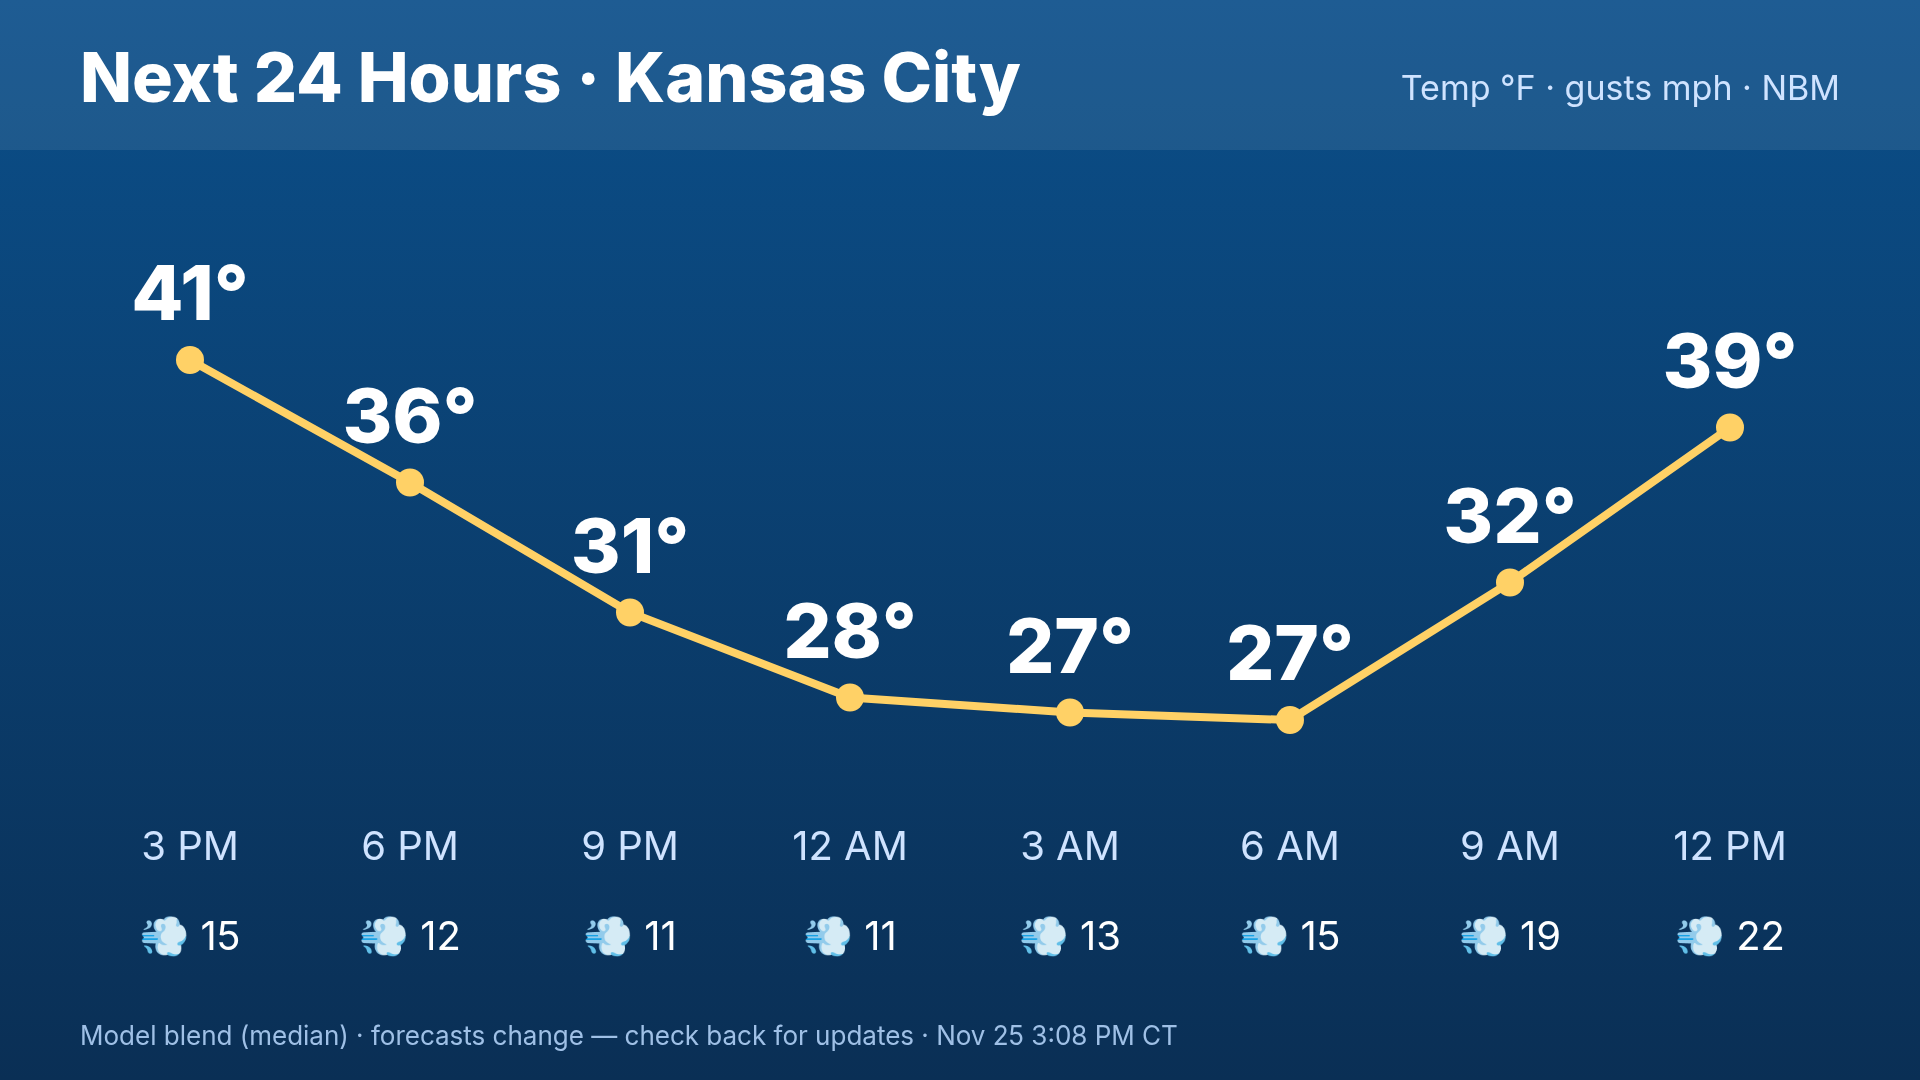 Next 24 Hours · Kansas City
Temp °F · gusts mph · NBM
41°
36°
31°
28°
27°
27°
32°
39°
3 PM
6 PM
9 PM
12 AM
3 AM
6 AM
9 AM
12 PM
💨 15
💨 12
💨 11
💨 11
💨 13
💨 15
💨 19
💨 22
Model blend (median) · forecasts change — check back for updates · Nov 25 3:08 PM CT